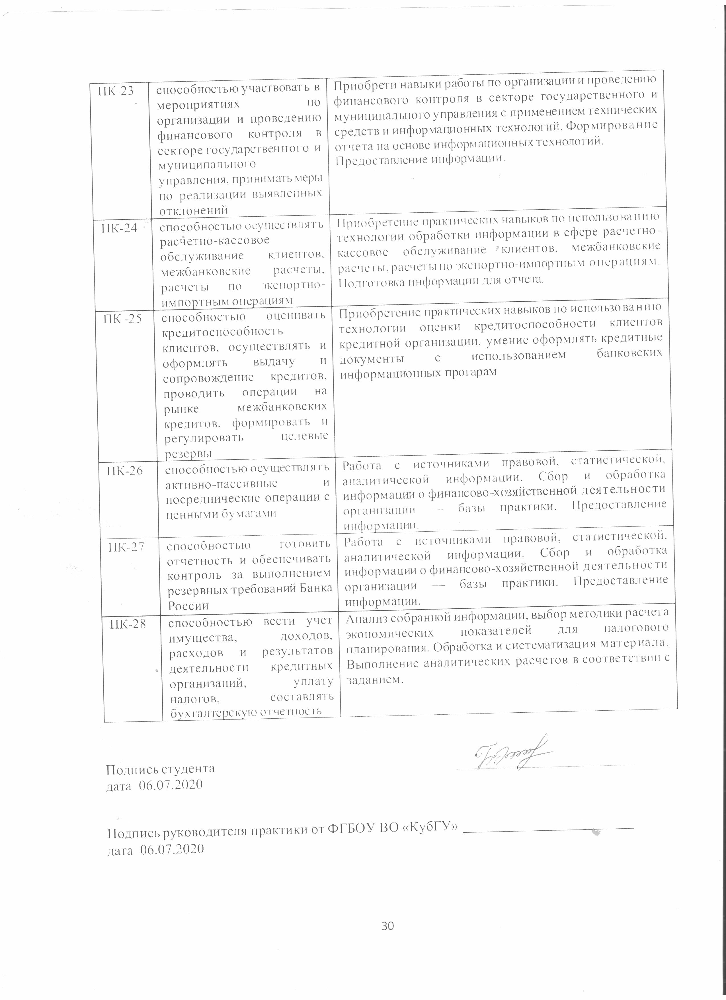 ПК-23
способностью участвовать в
мероприятиях по
организации и проведению
финансового контроля в
секторе государственного и
муниципального
управления, принимать меры
по реализации выявленных
отклонений
Приобрети навыки работы по организации и проведению
финансового контроля в секторе государственного и
муниципального управления с применением технических
средств и информационных технологий. Формирование
отчета на основе информационных технологий.
Предоставление информации.
ПК-24
способностью осуществлять
расчетно-кассовое
обслуживание клиентов,
межбанковские расчеты,
расчеты по экспортно-
импортным операциям
Приобретение практических навыков по использованию
технологии обработки информации в сфере расчетно-
кассовое обслуживание клиентов, межбанковские
расчеты, расчеты по экспортно-импортным операциям.
Подготовка информации для отчета.
ПК -25
способностью оценивать
кредитоспособность
клиентов, осуществлять и
оформлять выдачу и
сопровождение кредитов,
проводить операции на
рынке межбанковских
кредитов, формировать и
регулировать целевые
резервы
Приобретение практических навыков по использованию
технологии оценки кредитоспособности клиентов
кредитной организации. умение оформлять кредитные
документы с использованием банковских
информационных прогарам
ПК-26
способностью осуществлять
активно-пассивные и
посреднические операции с
ценными бумагами
Работа с источниками правовой, статистической,
аналитической информации. Сбор и обработка
информации о финансово-хозяйственной деятельности
организации — базы практики. Предоставление
информации.
ПК-27
способностью готовить
отчетность и обеспечивать
контроль за выполнением
резервных требований Банка
России
Работа с источниками правовой, статистической,
аналитической информации. Сбор и обработка
информации о финансово-хозяйственной деятельности
организации — базы практики. Предоставление
информации.
ПК-28
способностью вести учет
имущества, доходов,
расходов и результатов
деятельности кредитных
организаций, уплату
налогов, составлять
бухгалтерскую отчетность
Анализ собранной информации, выбор методики расчета
экономических показателей для налогового
планирования. Обработка и систематизация материала.
Выполнение аналитических расчетов в соответствии с
заданием.
Подпись студента
дата 06.07.2020
Подпись руководителя практики от ФГБОУ ВО «КубГУ»
дата 06.07.2020
30